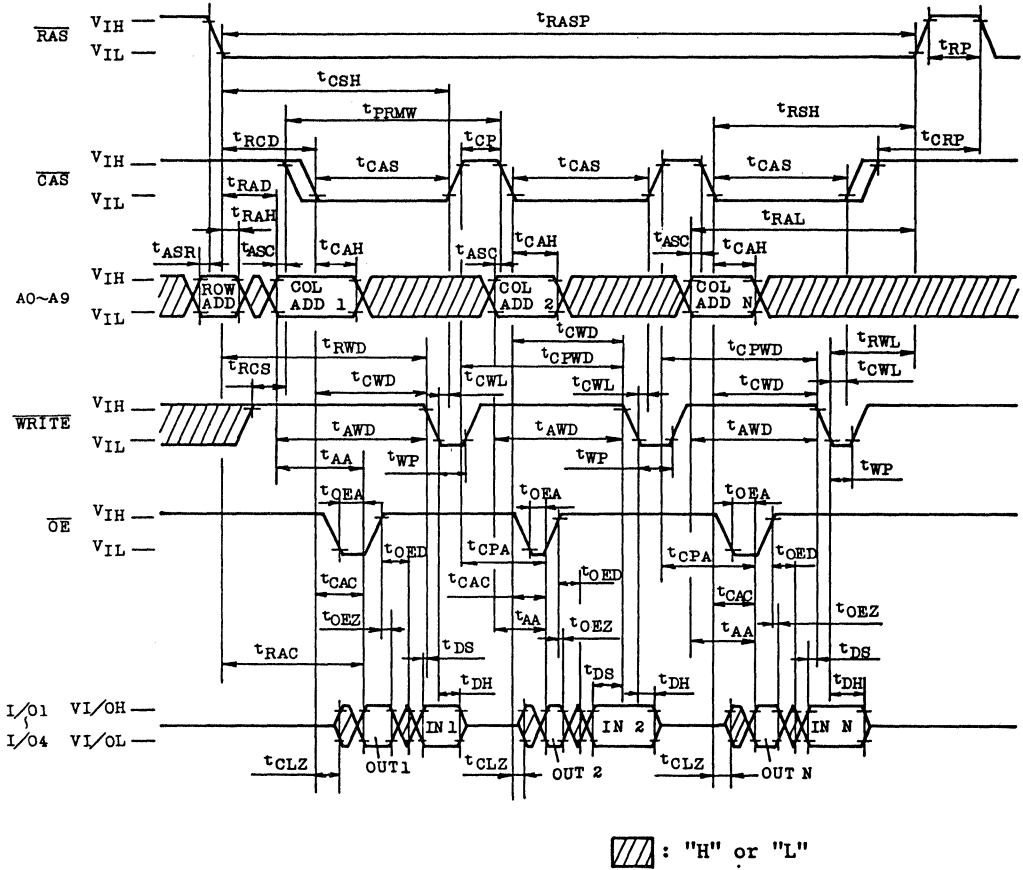 tRASP
RAS
VIH
VIL
tRP
tCSH
tPRMW
tRSH
tRCD
tCP
tCRP
CAS
VIH
VIL
tCAS
tCAS
tCAS
tRAD
tRAH
tRAL
tASR
tASC
tCAH
tASC
tCAH
tASC
tCAH
A0~A9
VIH
VIL
ROW ADD
COL ADD 1
COL ADD 2
COL ADD N
tRWD
tCWD
tCPWD
tCPWD
tRWL
tRCS
tCWD
tCWL
tCWL
tCWD
tCWL
WRITE
VIH
VIL
tAWD
tAWD
tAWD
tAA
tWP
tWP
tWP
tOEA
tOEA
tOEA
OE
VIH
VIL
tOED
tCPA
tOED
tCPA
tOED
tCAC
tCAC
tCAC
tOEZ
tAA
tOEZ
tAA
tOEZ
tRAC
tDS
tDS
tDS
tDH
tDH
tDH
I/O1
~
I/O4
VI/OH
VI/OL
IN 1
IN 2
IN N
tCLZ
OUT1
tCLZ
OUT 2
tCLZ
OUT N
: "H" or "L"